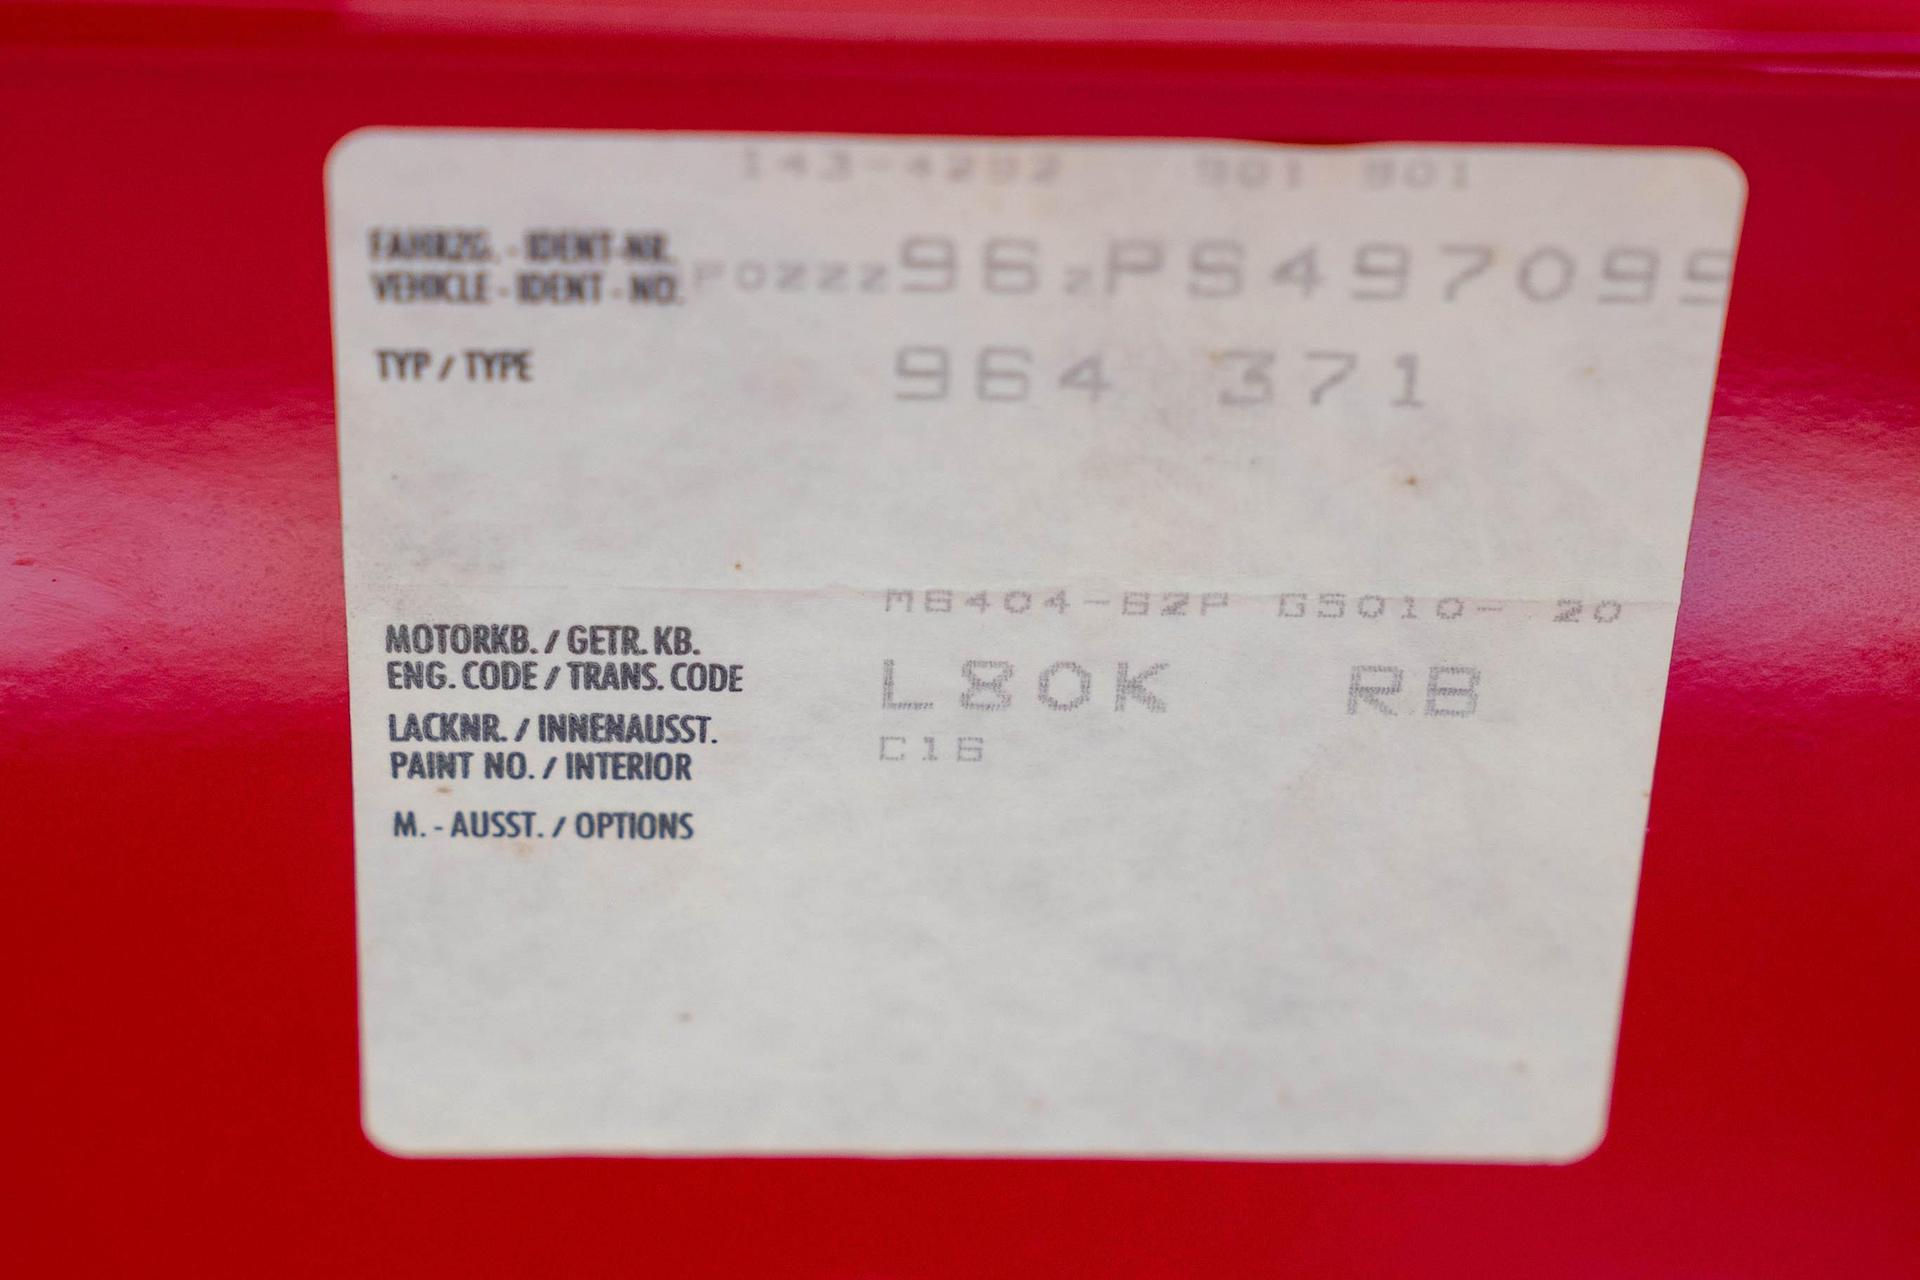 143-4292 901 901
FAHRZG. - IDENT-NR.
VEHICLE - IDENT - NO. P0ZZZ96ZPS497099
TYP / TYPE 964 371
M6404-62P G5010- 20
MOTORKB. / GETR. KB.
ENG. CODE / TRANS. CODE L80K RB
LACKNR. / INNENAUSST.
PAINT NO. / INTERIOR C16
M. - AUSST. / OPTIONS